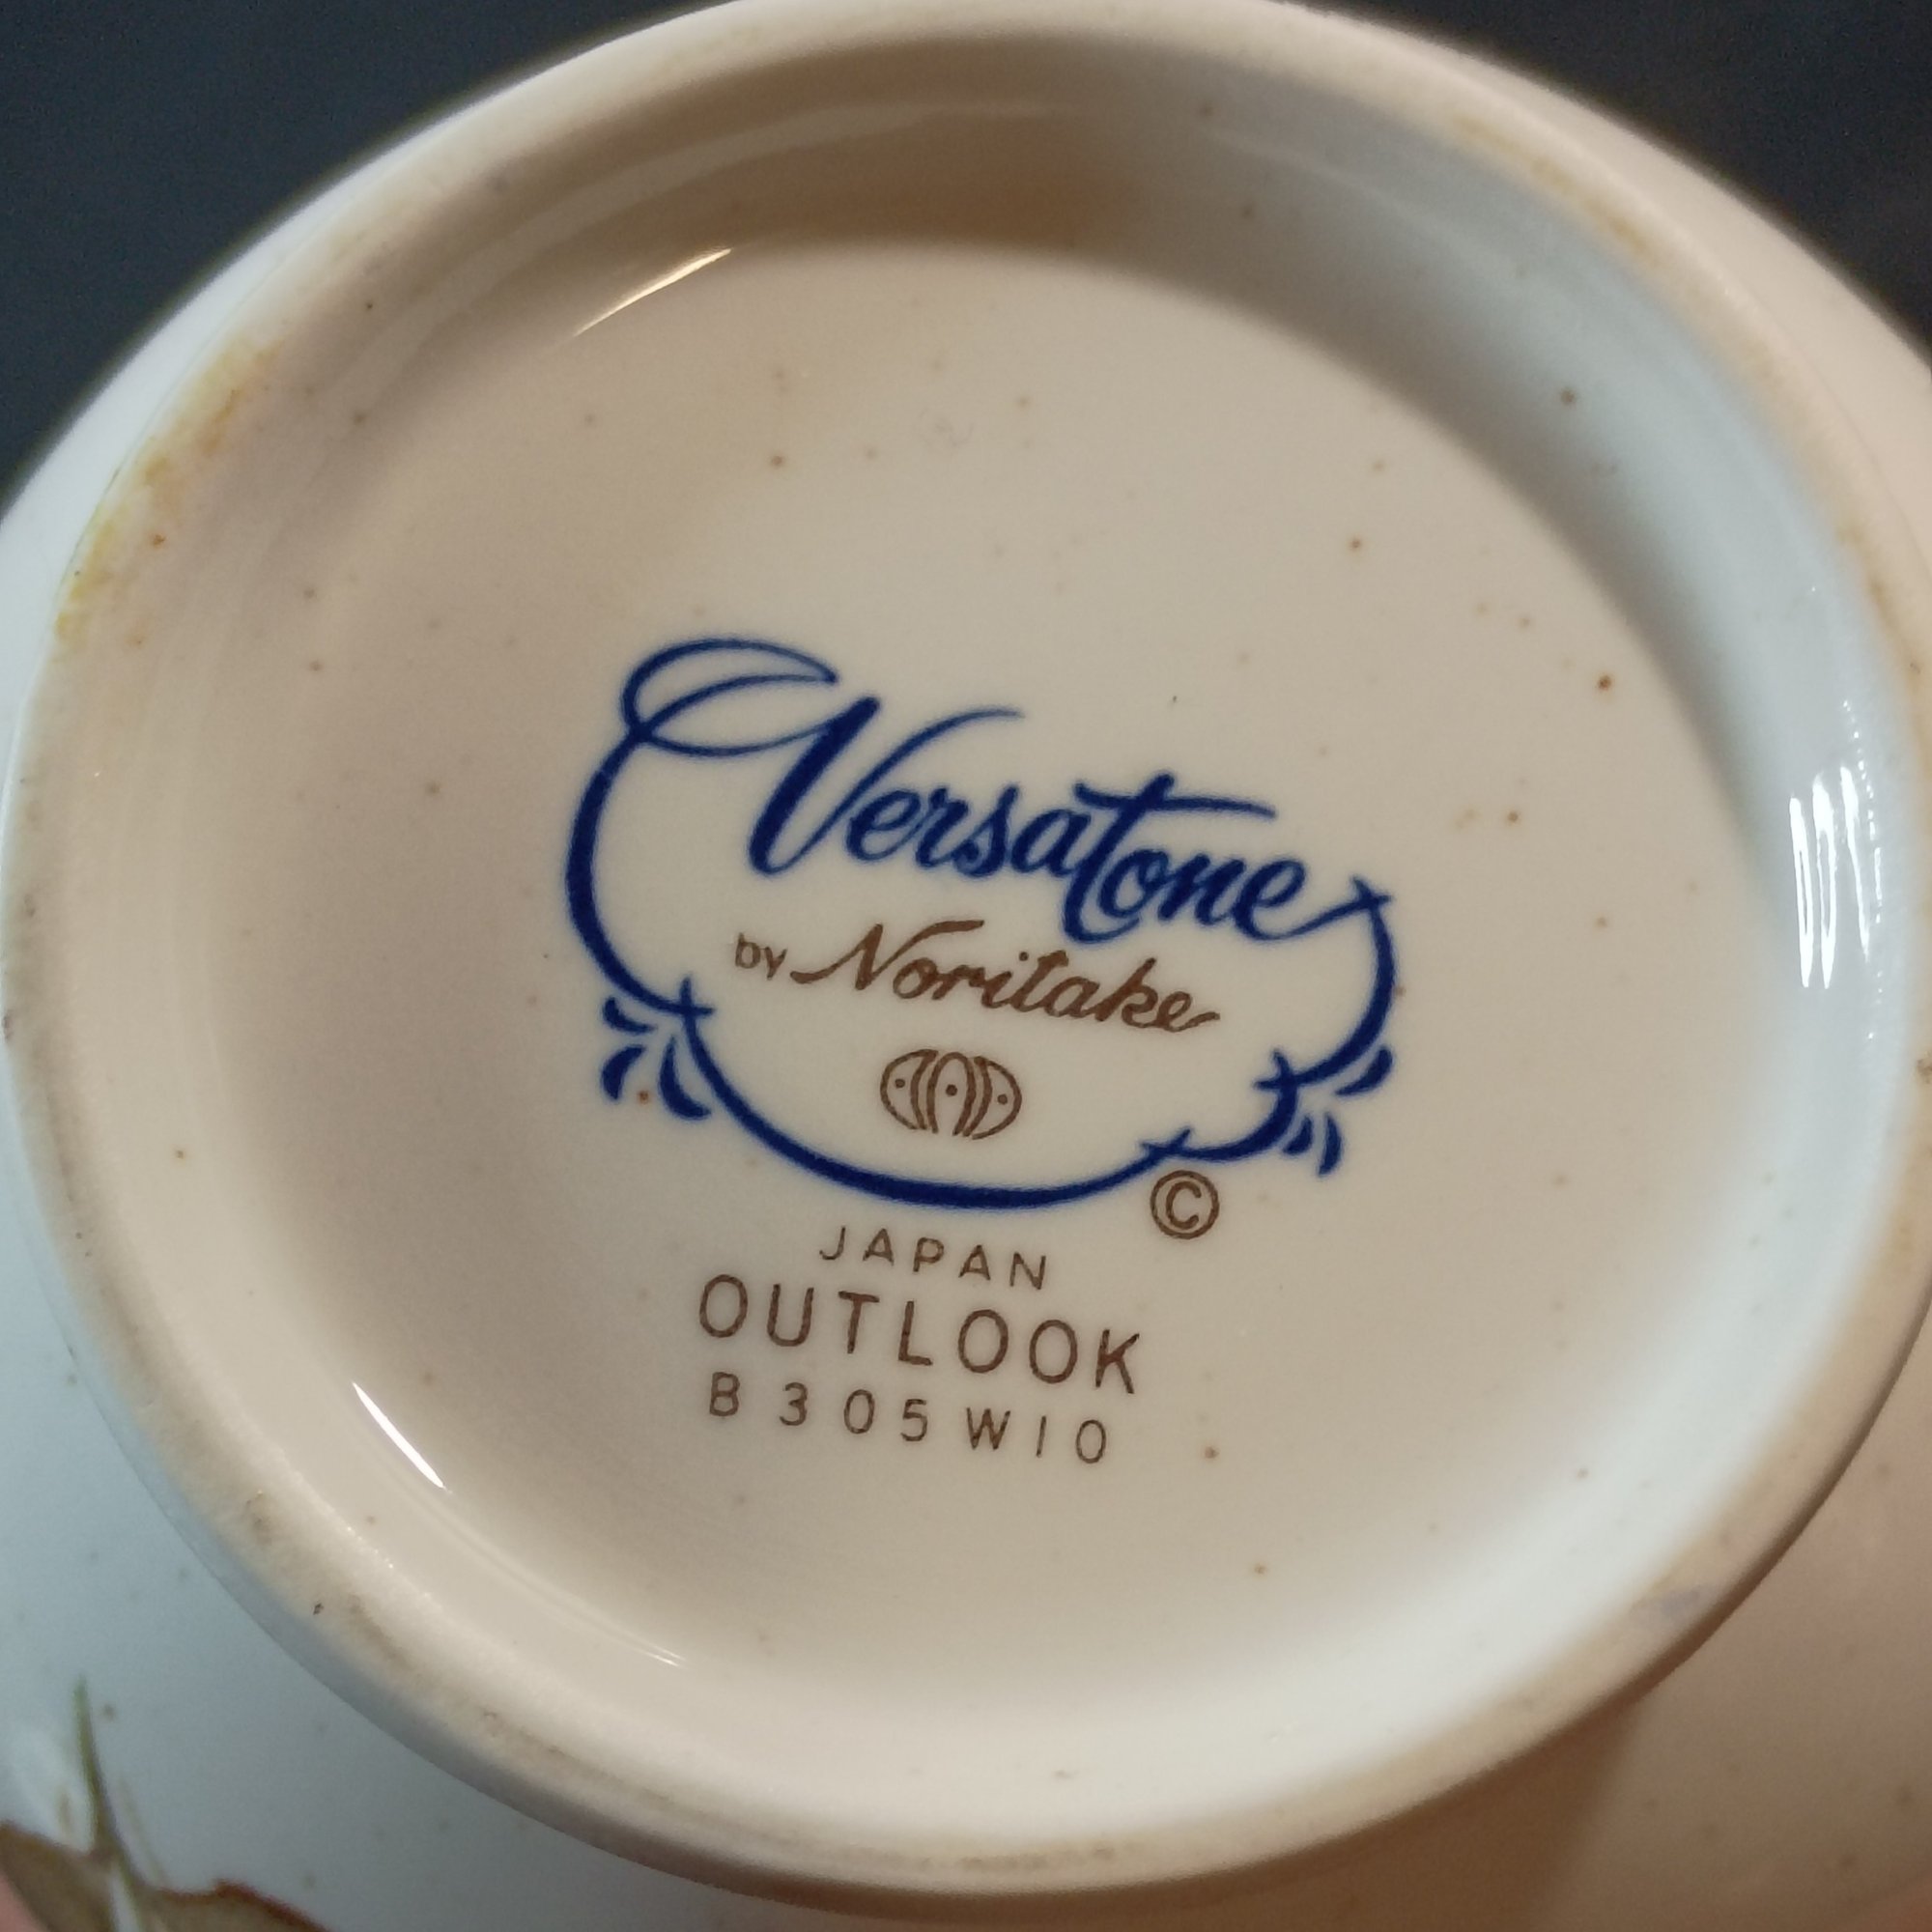 Versatone
by Noritake
©
JAPAN
OUTLOOK
B305W10